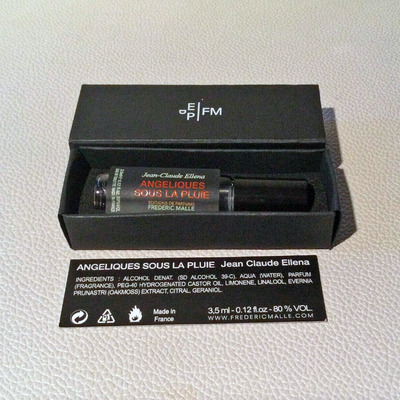 E|FM
dP
Jean-Claude Ellena
ANGELIQUES
SOUS LA PLUIE
EDITIONS DE PARFUMS
FREDERIC MALLE
ANGELIQUES SOUS LA PLUIE Jean Claude Ellena
INGREDIENTS : ALCOHOL DENAT. (SD ALCOHOL 39-C), AQUA (WATER), PARFUM
(FRAGRANCE), PEG-40 HYDROGENATED CASTOR OIL, LIMONENE, LINALOOL, EVERNIA
PRUNASTRI (OAKMOSS) EXTRACT, CITRAL, GERANIOL.
Made in
France
3,5 ml - 0.12 fl.oz - 80 % VOL.
WWW.FREDERICMALLE.COM